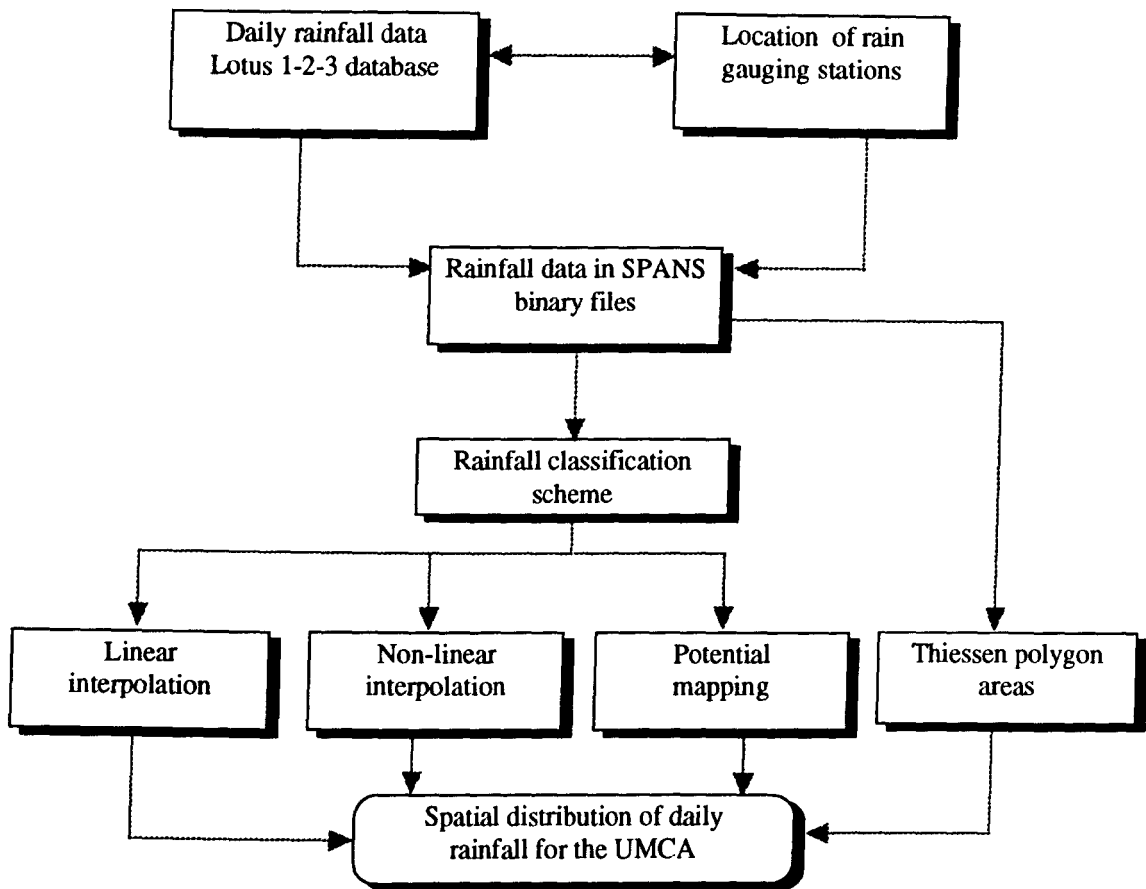 Daily rainfall data
Lotus 1-2-3 database
Location of rain
gauging stations
Rainfall data in SPANS
binary files
Rainfall classification
scheme
Linear
interpolation
Non-linear
interpolation
Potential
mapping
Thiessen polygon
areas
Spatial distribution of daily
rainfall for the UMCA